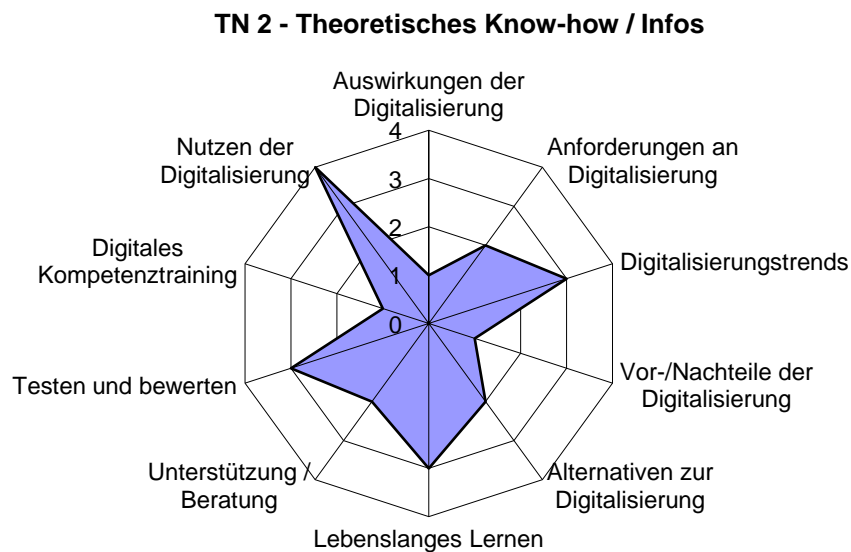 TN 2 - Theoretisches Know-how / Infos
Auswirkungen der
Digitalisierung
Anforderungen an
Digitalisierung
Digitalisierungstrends
Vor-/Nachteile der
Digitalisierung
Alternativen zur
Digitalisierung
Lebenslanges Lernen
Unterstützung /
Beratung
Testen und bewerten
Digitales
Kompetenztraining
Nutzen der
Digitalisierung
4
3
2
1
0